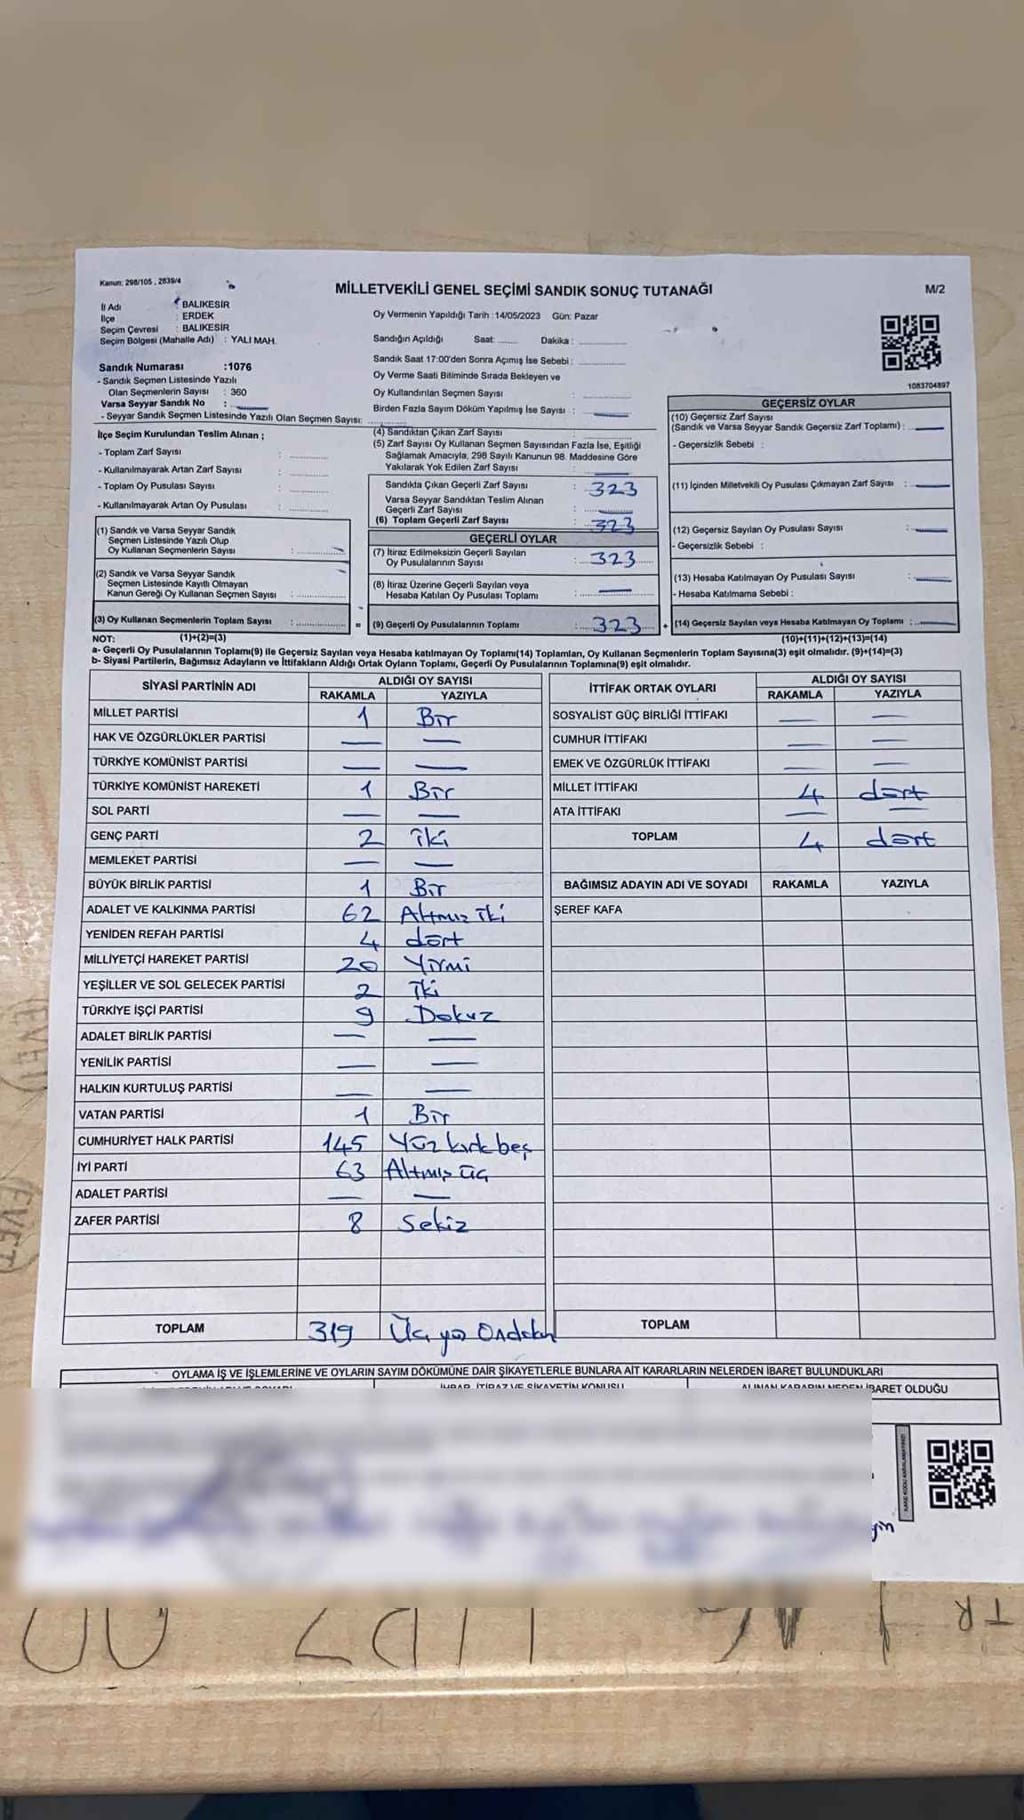 Kanun: 298/105 , 2839/4
MİLLETVEKİLİ GENEL SEÇİMİ SANDIK SONUÇ TUTANAĞI
M/2
İl Adı : BALIKESİR
İlçe : ERDEK
Seçim Çevresi : BALIKESİR
Seçim Bölgesi (Mahalle Adı) : YALI MAH.
Sandık Numarası :1076
- Sandık Seçmen Listesinde Yazılı
Olan Seçmenlerin Sayısı : 360
Varsa Seyyar Sandık No :
- Seyyar Sandık Seçmen Listesinde Yazılı Olan Seçmen Sayısı:
İlçe Seçim Kurulundan Teslim Alınan ;
- Toplam Zarf Sayısı :
- Kullanılmayarak Artan Zarf Sayısı :
- Toplam Oy Pusulası Sayısı :
- Kullanılmayarak Artan Oy Pusulası :
(1) Sandık ve Varsa Seyyar Sandık
Seçmen Listesinde Yazılı Olup
Oy Kullanan Seçmenlerin Sayısı :
(2) Sandık ve Varsa Seyyar Sandık
Seçmen Listesinde Kayıtlı Olmayan
Kanun Gereği Oy Kullanan Seçmen Sayısı :
(3) Oy Kullanan Seçmenlerin Toplam Sayısı :
Oy Vermenin Yapıldığı Tarih :14/05/2023 Gün: Pazar
Sandığın Açıldığı Saat: Dakika :
Sandık Saat 17:00'den Sonra Açımış İse Sebebi :
Oy Verme Saati Bitiminde Sırada Bekleyen ve
Oy Kullandırılan Seçmen Sayısı :
Birden Fazla Sayım Döküm Yapılmış İse Sayısı : —
(4) Sandıktan Çıkan Zarf Sayısı :
(5) Zarf Sayısı Oy Kullanan Seçmen Sayısından Fazla İse, Eşitliği
Sağlamak Amacıyla, 298 Sayılı Kanunun 98. Maddesine Göre
Yakılarak Yok Edilen Zarf Sayısı : —
Sandıkta Çıkan Geçerli Zarf Sayısı : 323
Varsa Seyyar Sandıktan Teslim Alınan
Geçerli Zarf Sayısı : —
(6) Toplam Geçerli Zarf Sayısı : 323
GEÇERLİ OYLAR
(7) İtiraz Edilmeksizin Geçerli Sayılan
Oy Pusulalarının Sayısı : 323
(8) İtiraz Üzerine Geçerli Sayılan veya
Hesaba Katılan Oy Pusulası Toplamı : —
= (9) Geçerli Oy Pusulalarının Toplamı : 323 +
1083704897
GEÇERSİZ OYLAR
(10) Geçersiz Zarf Sayısı
(Sandık ve Varsa Seyyar Sandık Geçersiz Zarf Toplamı) : —
- Geçersizlik Sebebi :
(11) İçinden Milletvekili Oy Pusulası Çıkmayan Zarf Sayısı : —
(12) Geçersiz Sayılan Oy Pusulası Sayısı : —
- Geçersizlik Sebebi :
(13) Hesaba Katılmayan Oy Pusulası Sayısı : —
- Hesaba Katılmama Sebebi :
(14) Geçersiz Sayılan veya Hesaba Katılmayan Oy Toplamı : —
NOT: (1)+(2)=(3) (10)+(11)+(12)+(13)=(14)
a- Geçerli Oy Pusulalarının Toplamı(9) ile Geçersiz Sayılan veya Hesaba katılmayan Oy Toplamı(14) Toplamları, Oy Kullanan Seçmenlerin Toplam Sayısına(3) eşit olmalıdır. (9)+(14)=(3)
b- Siyasi Partilerin, Bağımsız Adayların ve İttifakların Aldığı Ortak Oyların Toplamı, Geçerli Oy Pusulalarının Toplamına(9) eşit olmalıdır.
SİYASİ PARTİNİN ADI ALDIĞI OY SAYISI
RAKAMLA YAZIYLA
MİLLET PARTİSİ 1 Bir
HAK VE ÖZGÜRLÜKLER PARTİSİ — —
TÜRKİYE KOMÜNİST PARTİSİ — —
TÜRKİYE KOMÜNİST HAREKETİ 1 Bir
SOL PARTİ — —
GENÇ PARTİ 2 iki
MEMLEKET PARTİSİ — —
BÜYÜK BİRLİK PARTİSİ 1 Bir
ADALET VE KALKINMA PARTİSİ 62 Altmış iki
YENİDEN REFAH PARTİSİ 4 dört
MİLLİYETÇİ HAREKET PARTİSİ 20 Yirmi
YEŞİLLER VE SOL GELECEK PARTİSİ 2 İki
TÜRKİYE İŞÇİ PARTİSİ 9 Dokuz
ADALET BİRLİK PARTİSİ — —
YENİLİK PARTİSİ — —
HALKIN KURTULUŞ PARTİSİ — —
VATAN PARTİSİ 1 Bir
CUMHURİYET HALK PARTİSİ 145 Yüz kırk beş
İYİ PARTİ 63 Altmış üç
ADALET PARTİSİ — —
ZAFER PARTİSİ 8 Sekiz
TOPLAM 319 Üç yüz Ondokuz
İTTİFAK ORTAK OYLARI ALDIĞI OY SAYISI
RAKAMLA YAZIYLA
SOSYALİST GÜÇ BİRLİĞİ İTTİFAKI — —
CUMHUR İTTİFAKI — —
EMEK VE ÖZGÜRLÜK İTTİFAKI — —
MİLLET İTTİFAKI 4 dört
ATA İTTİFAKI — —
TOPLAM 4 dört
BAĞIMSIZ ADAYIN ADI VE SOYADI RAKAMLA YAZIYLA
ŞEREF KAFA
TOPLAM
OYLAMA İŞ VE İŞLEMLERİNE VE OYLARIN SAYIM DÖKÜMÜNE DAİR ŞİKAYETLERLE BUNLARA AİT KARARLARIN NELERDEN İBARET BULUNDUKLARI
İHBAR, İTİRAZ VE ŞİKAYETİN KONUSU ALINAN KARARIN NEDEN İBARET OLDUĞU
EVET
EVET
TR